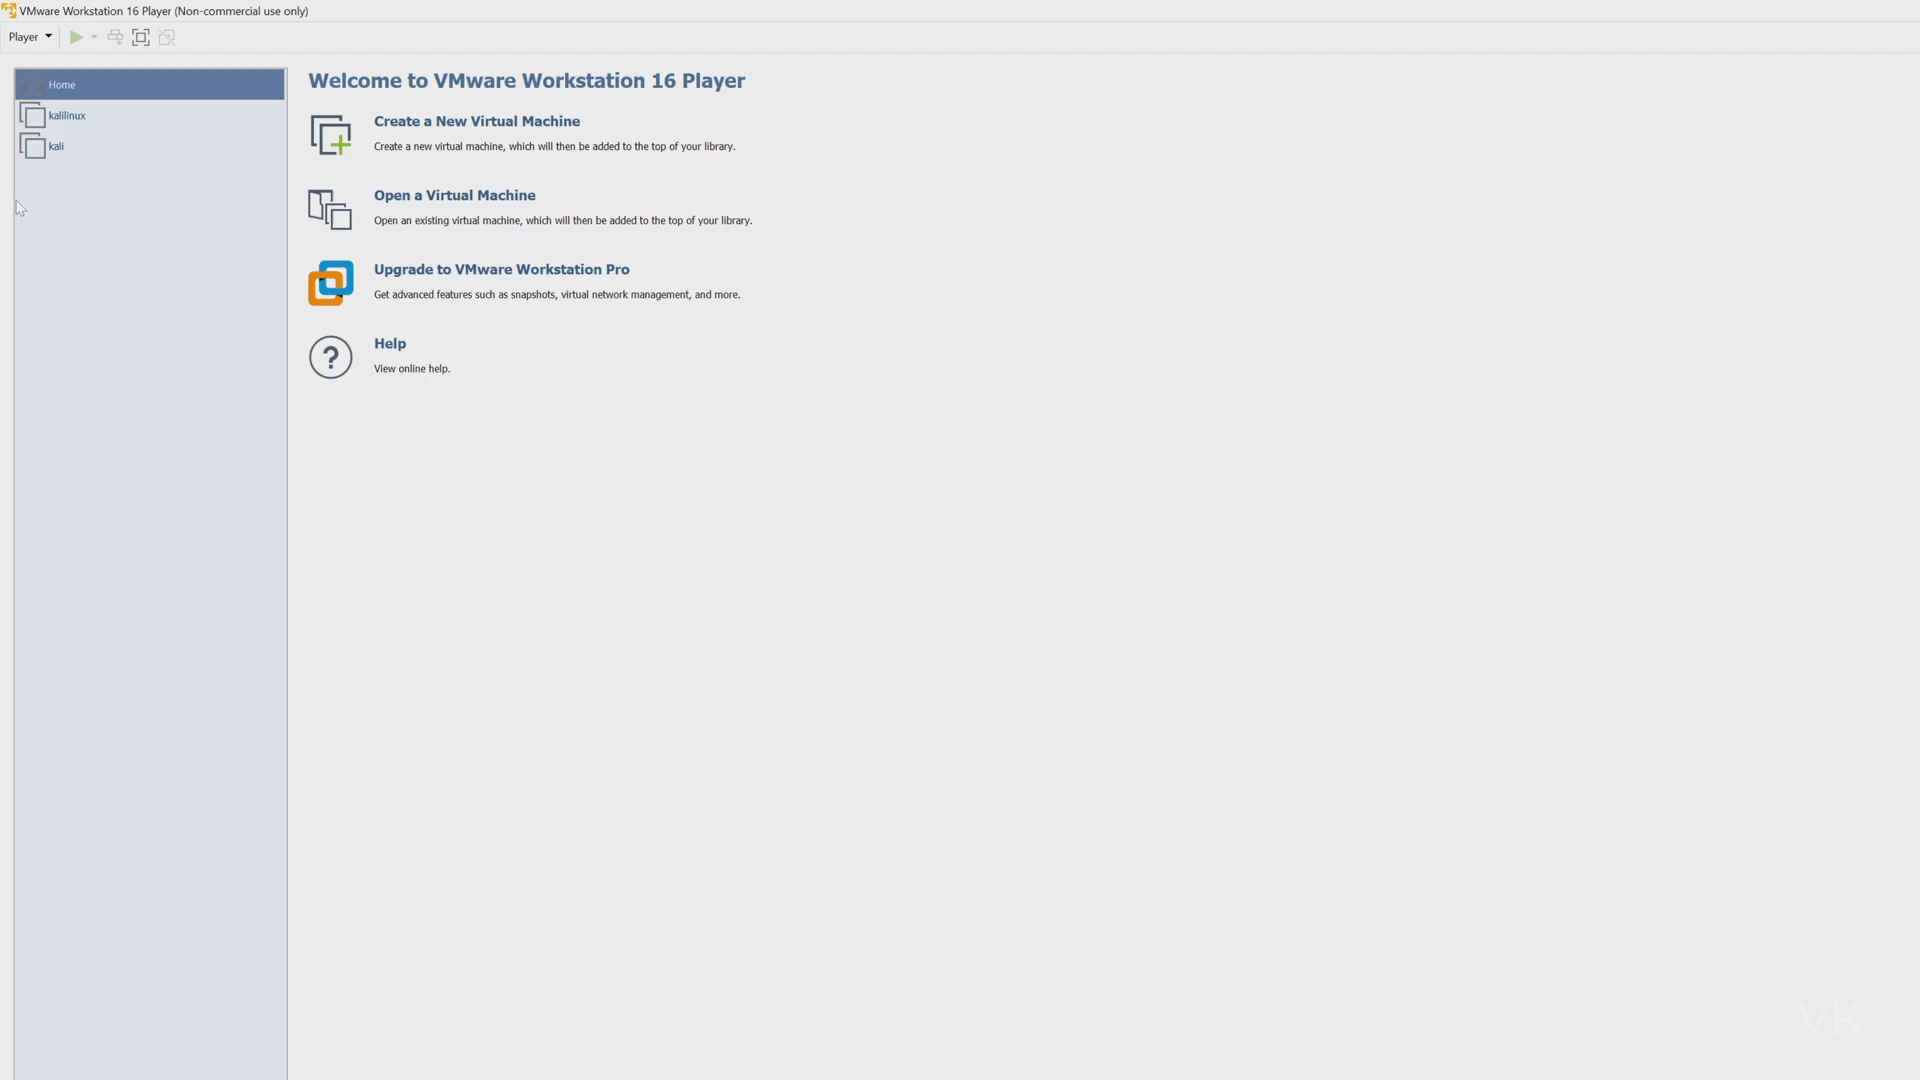 VMware Workstation 16 Player (Non-commercial use only)
Player
Home
kalilinux
kali
Welcome to VMware Workstation 16 Player
Create a New Virtual Machine
Create a new virtual machine, which will then be added to the top of your library.
Open a Virtual Machine
Open an existing virtual machine, which will then be added to the top of your library.
Upgrade to VMware Workstation Pro
Get advanced features such as snapshots, virtual network management, and more.
?
Help
View online help.
VK